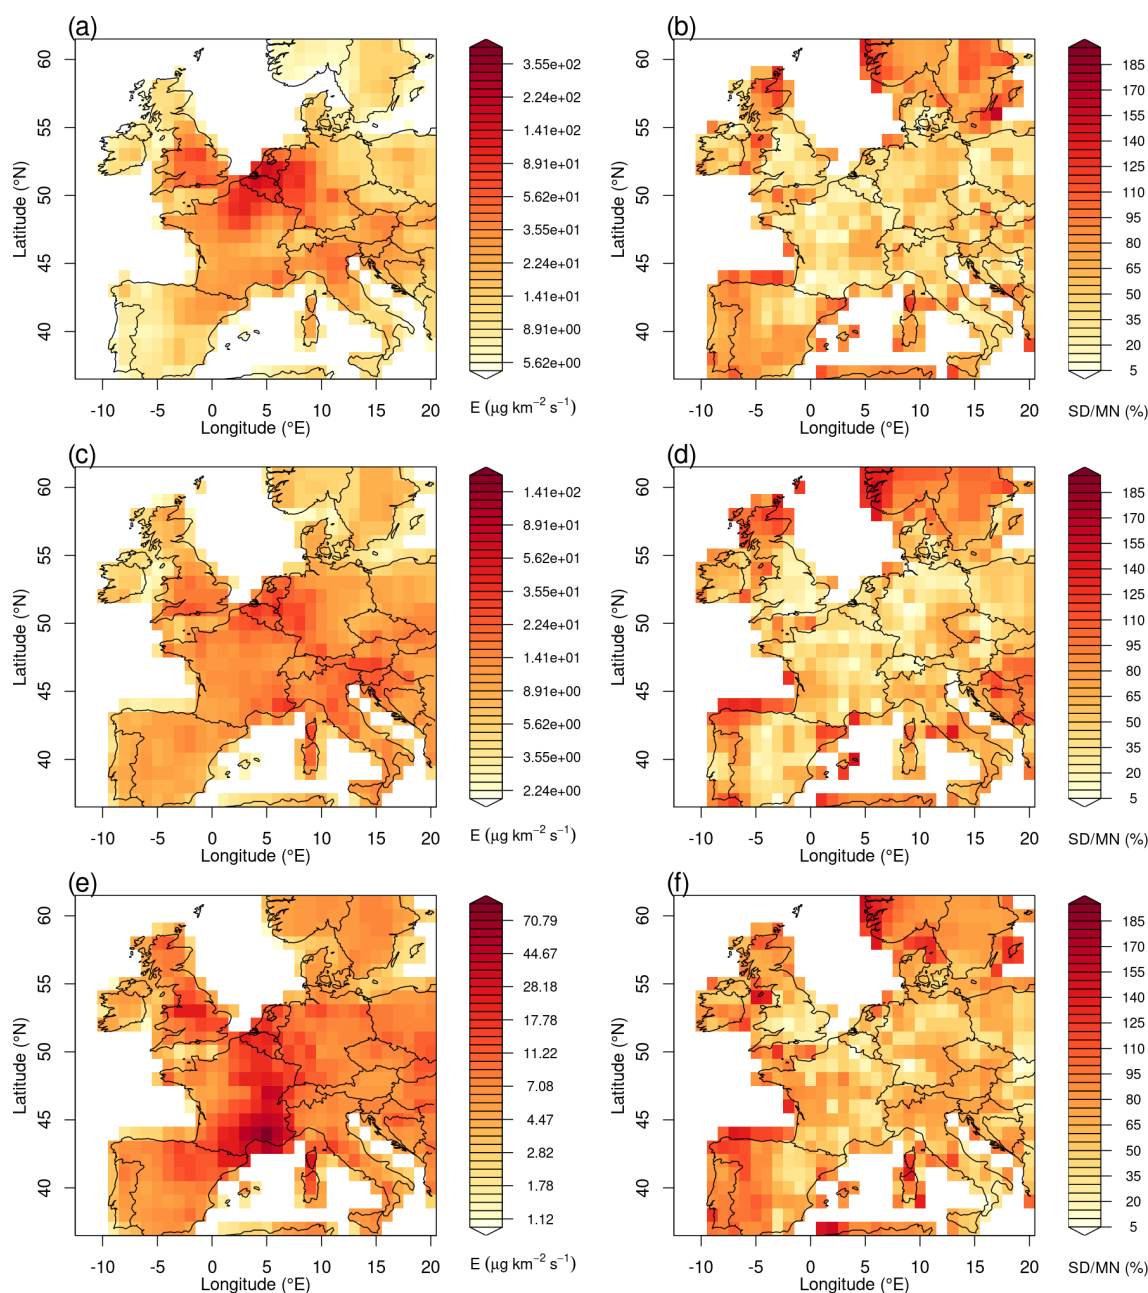 (a)
60
55
50
45
40
Latitude (°N)
-10 -5 0 5 10 15 20
Longitude (°E)
3.55e+02
2.24e+02
1.41e+02
8.91e+01
5.62e+01
3.55e+01
2.24e+01
1.41e+01
8.91e+00
5.62e+00
E (µg km⁻² s⁻¹)
(b)
60
55
50
45
40
Latitude (°N)
-10 -5 0 5 10 15 20
Longitude (°E)
185
170
155
140
125
110
95
80
65
50
35
20
5
SD/MN (%)
(c)
60
55
50
45
40
Latitude (°N)
-10 -5 0 5 10 15 20
Longitude (°E)
1.41e+02
8.91e+01
5.62e+01
3.55e+01
2.24e+01
1.41e+01
8.91e+00
5.62e+00
3.55e+00
2.24e+00
E (µg km⁻² s⁻¹)
(d)
60
55
50
45
40
Latitude (°N)
-10 -5 0 5 10 15 20
Longitude (°E)
185
170
155
140
125
110
95
80
65
50
35
20
5
SD/MN (%)
(e)
60
55
50
45
40
Latitude (°N)
-10 -5 0 5 10 15 20
Longitude (°E)
70.79
44.67
28.18
17.78
11.22
7.08
4.47
2.82
1.78
1.12
E (µg km⁻² s⁻¹)
(f)
60
55
50
45
40
Latitude (°N)
-10 -5 0 5 10 15 20
Longitude (°E)
185
170
155
140
125
110
95
80
65
50
35
20
5
SD/MN (%)